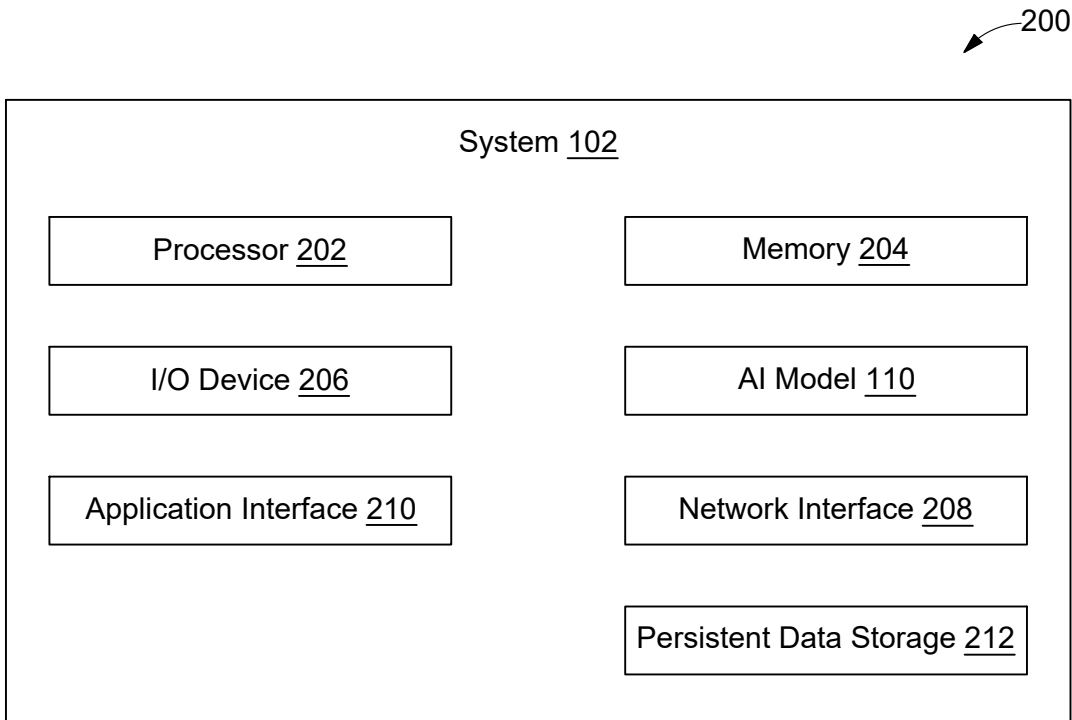 200
System 102
Processor 202
Memory 204
I/O Device 206
AI Model 110
Application Interface 210
Network Interface 208
Persistent Data Storage 212